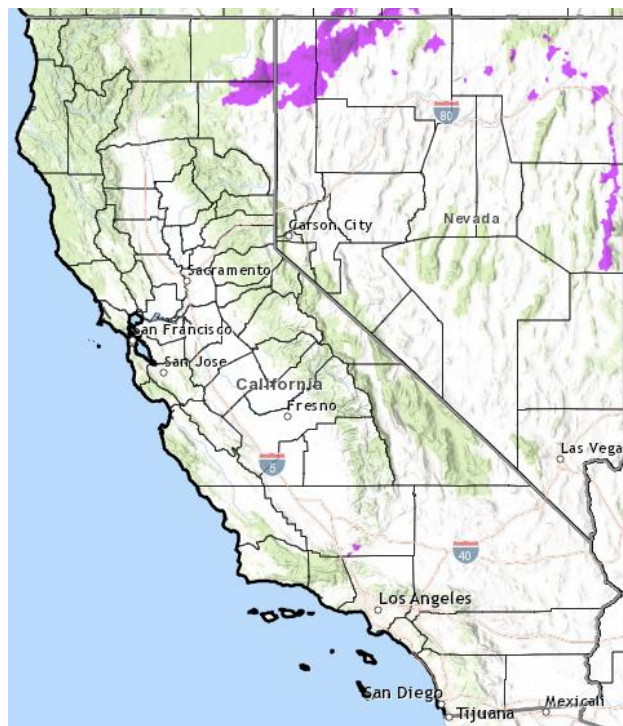 80
Nevada
Carson City
Sacramento
San Francisco
San Jose
California
Fresno
Las Vega
5
40
Los Angeles
San Diego
Tijuana
Mexicali